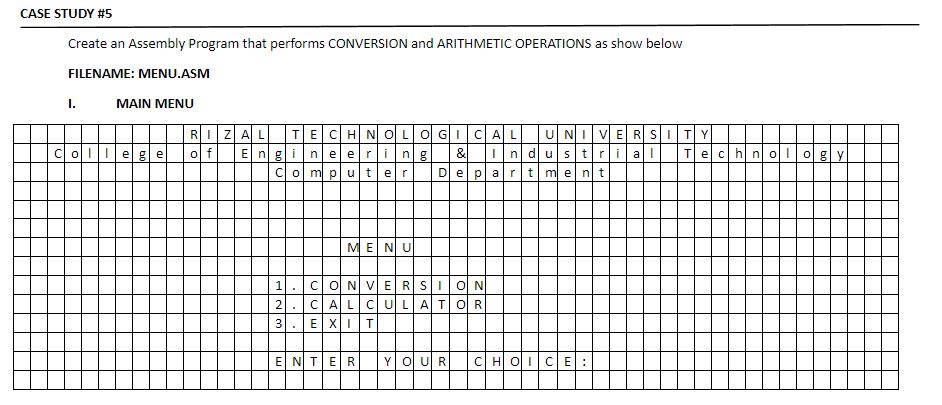 CASE STUDY #5
Create an Assembly Program that performs CONVERSION and ARITHMETIC OPERATIONS as show below
FILENAME: MENU.ASM
I. MAIN MENU
RIZAL TECHNOLOGICAL UNIVERSITY
College of Engineering & Industrial Technology
Computer Department
MENU
1. CONVERSION
2. CALCULATOR
3. EXIT
ENTER YOUR CHOICE: